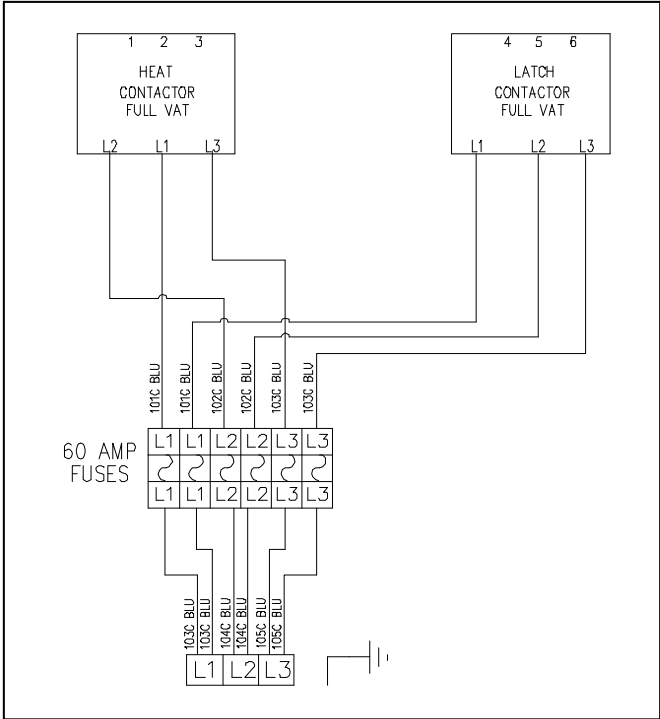 1 2 3
HEAT
CONTACTOR
FULL VAT
L2 L1 L3
4 5 6
LATCH
CONTACTOR
FULL VAT
L1 L2 L3
101C BLU
101C BLU
102C BLU
102C BLU
103C BLU
103C BLU
60 AMP
FUSES
L1 L1 L2 L2 L3 L3
L1 L1 L2 L2 L3 L3
103C BLU
103C BLU
104C BLU
104C BLU
105C BLU
105C BLU
L1 L2 L3